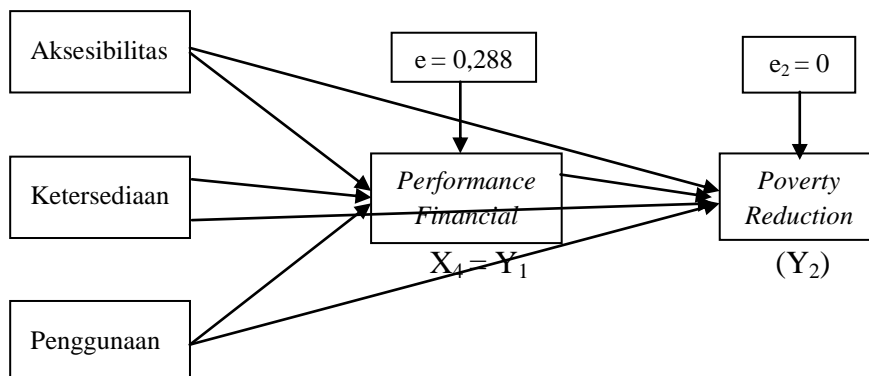 Aksesibilitas
e = 0,288
e₂ = 0
Ketersediaan
Performance
Financial
X₄ = Y₁
Poverty
Reduction
(Y₂)
Penggunaan